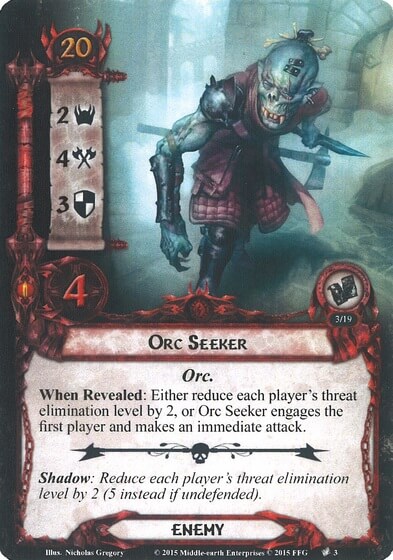 20
2
4
3
4
3/19
Orc Seeker
Orc.
When Revealed: Either reduce each player's threat
elimination level by 2, or Orc Seeker engages the
first player and makes an immediate attack.
Shadow: Reduce each player's threat elimination
level by 2 (5 instead if undefended).
ENEMY
Illus. Nicholas Gregory © 2015 Middle-earth Enterprises © 2015 FFG 3